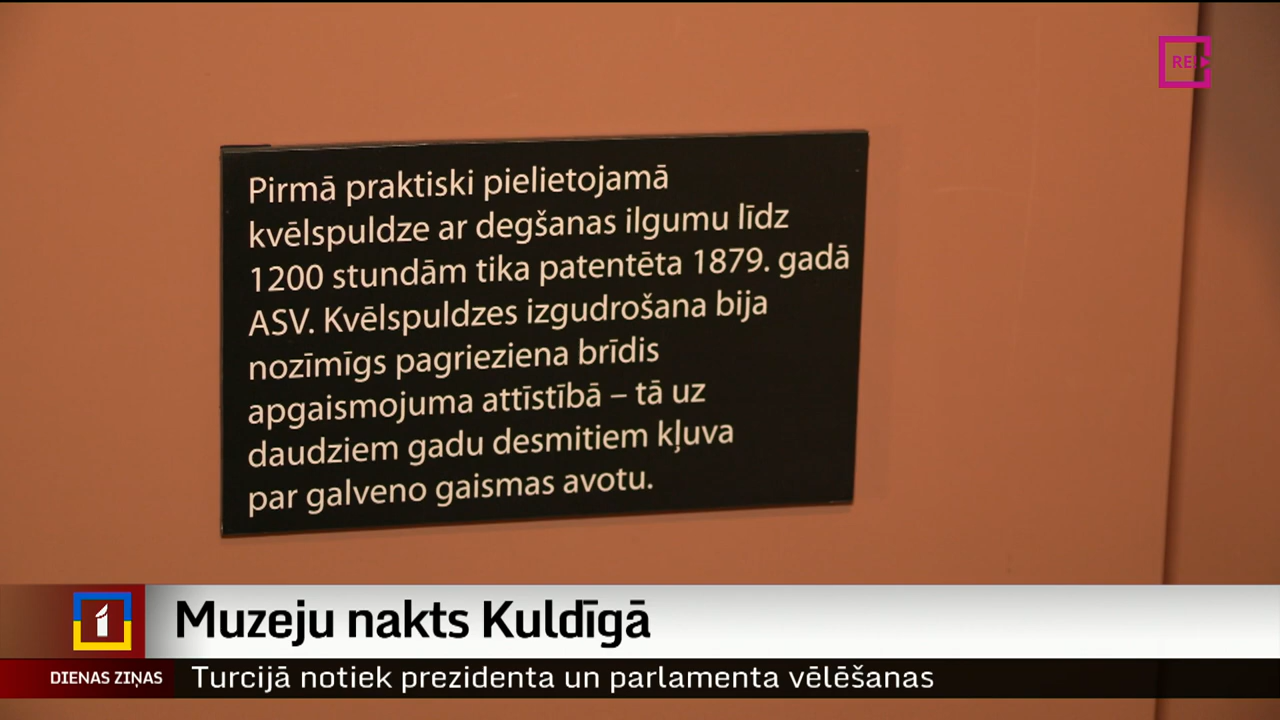 RE
Pirmā praktiski pielietojamā
kvēlspuldze ar degšanas ilgumu līdz
1200 stundām tika patentēta 1879. gadā
ASV. Kvēlspuldzes izgudrošana bija
nozīmīgs pagrieziena brīdis
apgaismojuma attīstībā – tā uz
daudziem gadu desmitiem kļuva
par galveno gaismas avotu.
1
Muzeju nakts Kuldīgā
DIENAS ZIŅAS
Turcijā notiek prezidenta un parlamenta vēlēšanas